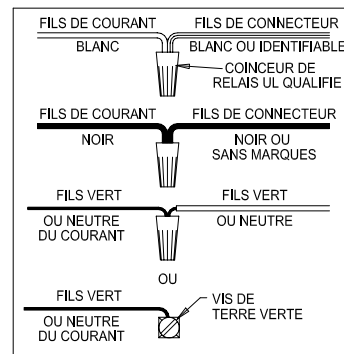 FILS DE COURANT FILS DE CONNECTEUR
BLANC BLANC OU IDENTIFIABLE
COINCEUR DE
RELAIS UL QUALIFIE
FILS DE COURANT FILS DE CONNECTEUR
NOIR NOIR OU
SANS MARQUES
FILS VERT FILS VERT
OU NEUTRE OU NEUTRE
DU COURANT
OU
FILS VERT VIS DE
TERRE VERTE
OU NEUTRE
DU COURANT